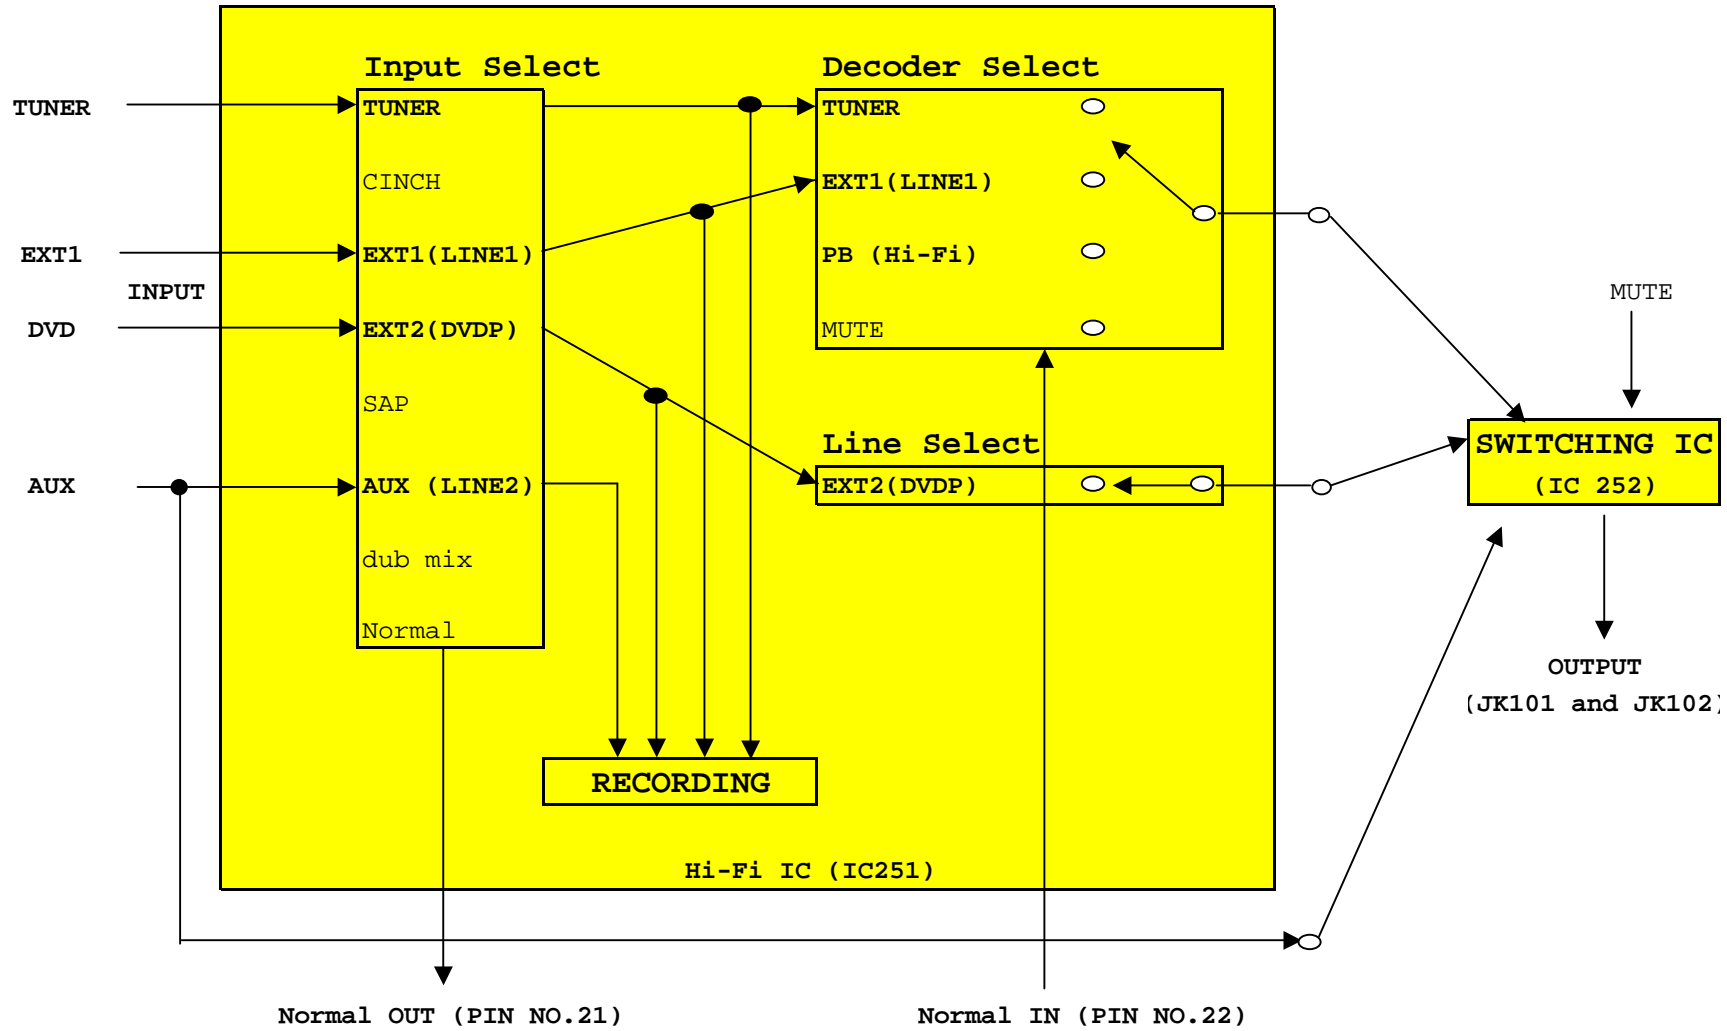 Input Select
Decoder Select
TUNER
TUNER
TUNER
CINCH
EXT1(LINE1)
EXT1
EXT1(LINE1)
PB (Hi-Fi)
INPUT
MUTE
DVD
EXT2(DVDP)
MUTE
SAP
Line Select
SWITCHING IC
AUX
AUX (LINE2)
EXT2(DVDP)
(IC 252)
dub mix
Normal
OUTPUT
(JK101 and JK102)
RECORDING
Hi-Fi IC (IC251)
Normal OUT (PIN NO.21)
Normal IN (PIN NO.22)